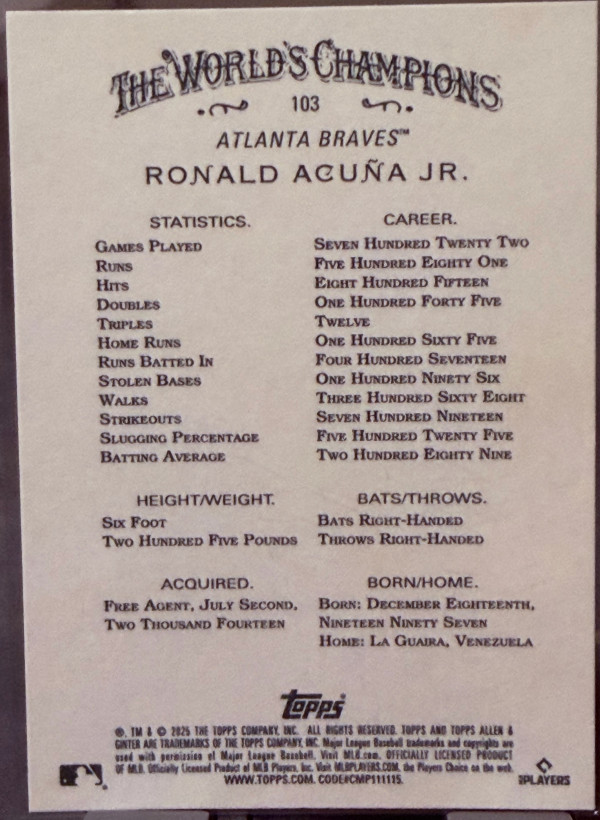 THE WORLD'S CHAMPIONS
103
ATLANTA BRAVES™
RONALD ACUÑA JR.
STATISTICS. CAREER.
GAMES PLAYED SEVEN HUNDRED TWENTY TWO
RUNS FIVE HUNDRED EIGHTY ONE
HITS EIGHT HUNDRED FIFTEEN
DOUBLES ONE HUNDRED FORTY FIVE
TRIPLES TWELVE
HOME RUNS ONE HUNDRED SIXTY FIVE
RUNS BATTED IN FOUR HUNDRED SEVENTEEN
STOLEN BASES ONE HUNDRED NINETY SIX
WALKS THREE HUNDRED SIXTY EIGHT
STRIKEOUTS SEVEN HUNDRED NINETEEN
SLUGGING PERCENTAGE FIVE HUNDRED TWENTY FIVE
BATTING AVERAGE TWO HUNDRED EIGHTY NINE
HEIGHT/WEIGHT. BATS/THROWS.
SIX FOOT BATS RIGHT-HANDED
TWO HUNDRED FIVE POUNDS THROWS RIGHT-HANDED
ACQUIRED. BORN/HOME.
FREE AGENT, JULY SECOND, BORN: DECEMBER EIGHTEENTH,
TWO THOUSAND FOURTEEN NINETEEN NINETY SEVEN
HOME: LA GUAIRA, VENEZUELA
Topps
®, TM & © 2025 THE TOPPS COMPANY, INC. ALL RIGHTS RESERVED. TOPPS AND TOPPS ALLEN &
GINTER ARE TRADEMARKS OF THE TOPPS COMPANY, INC. Major League Baseball trademarks and copyrights are
used with permission of Major League Baseball. Visit MLB.com. OFFICIALLY LICENSED PRODUCT
OF MLB. Officially Licensed Product of MLB Players, Inc. Visit MLBPLAYERS.COM, the Players Choice on the web.
WWW.TOPPS.COM. CODE#CMP111115.
PLAYERS